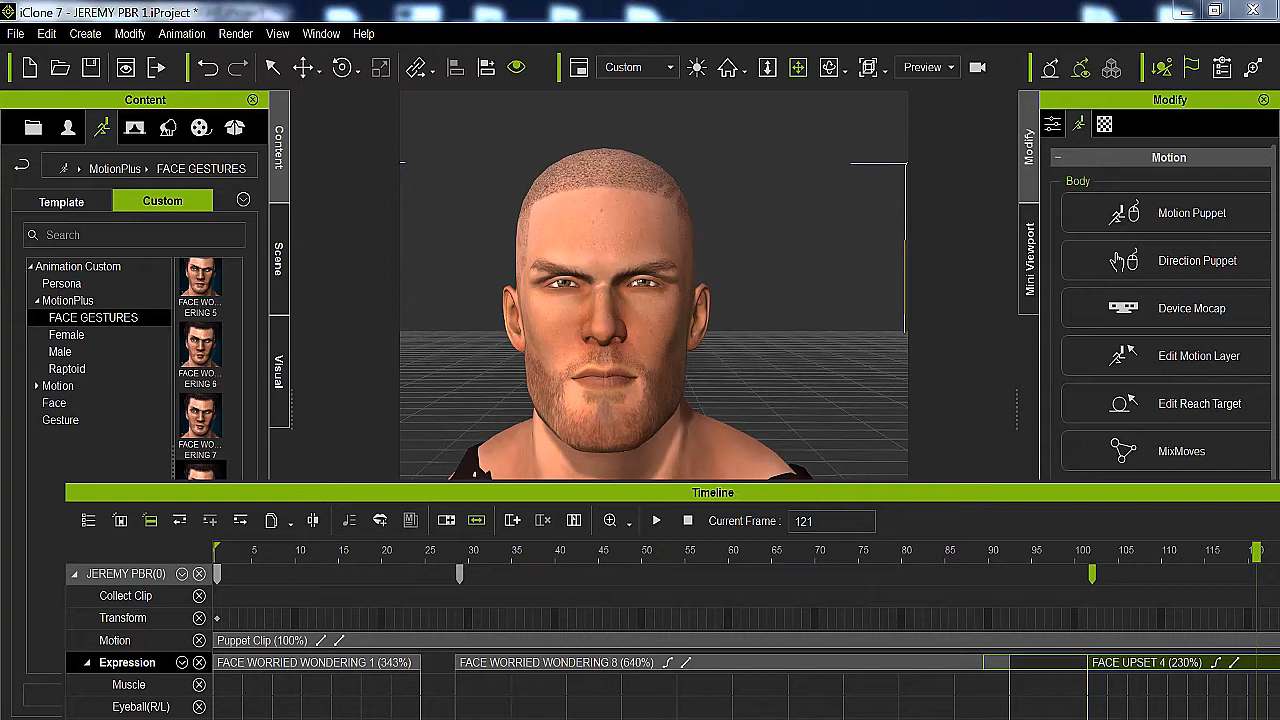 iClone 7 - JEREMY PBR 1.iProject *
File Edit Create Modify Animation Render View Window Help
Custom
Preview
Content
MotionPlus FACE GESTURES
Template Custom
Search
Animation Custom
Persona
MotionPlus
FACE GESTURES
Female
Male
Raptoid
Motion
Face
Gesture
FACE WO...
ERING 5
FACE WO...
ERING 6
FACE WO...
ERING 7
Content
Scene
Visual
Modify
Mini Viewport
Modify
Motion
Body
Motion Puppet
Direction Puppet
Device Mocap
Edit Motion Layer
Edit Reach Target
MixMoves
Timeline
Current Frame : 121
5 10 15 20 25 30 35 40 45 50 55 60 65 70 75 80 85 90 95 100 105 110 115
JEREMY PBR(0)
Collect Clip
Transform
Motion Puppet Clip (100%)
Expression FACE WORRIED WONDERING 1 (343%) FACE WORRIED WONDERING 8 (640%) FACE UPSET 4 (230%)
Muscle
Eyeball(R/L)